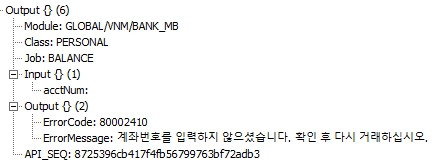 Output {} (6)
Module: GLOBAL/VNM/BANK_MB
Class: PERSONAL
Job: BALANCE
Input {} (1)
acctNum:
Output {} (2)
ErrorCode: 80002410
ErrorMessage: 계좌번호를 입력하지 않으셨습니다. 확인 후 다시 거래하십시오.
API_SEQ: 8725396cb417f4fb56799763bf72adb3